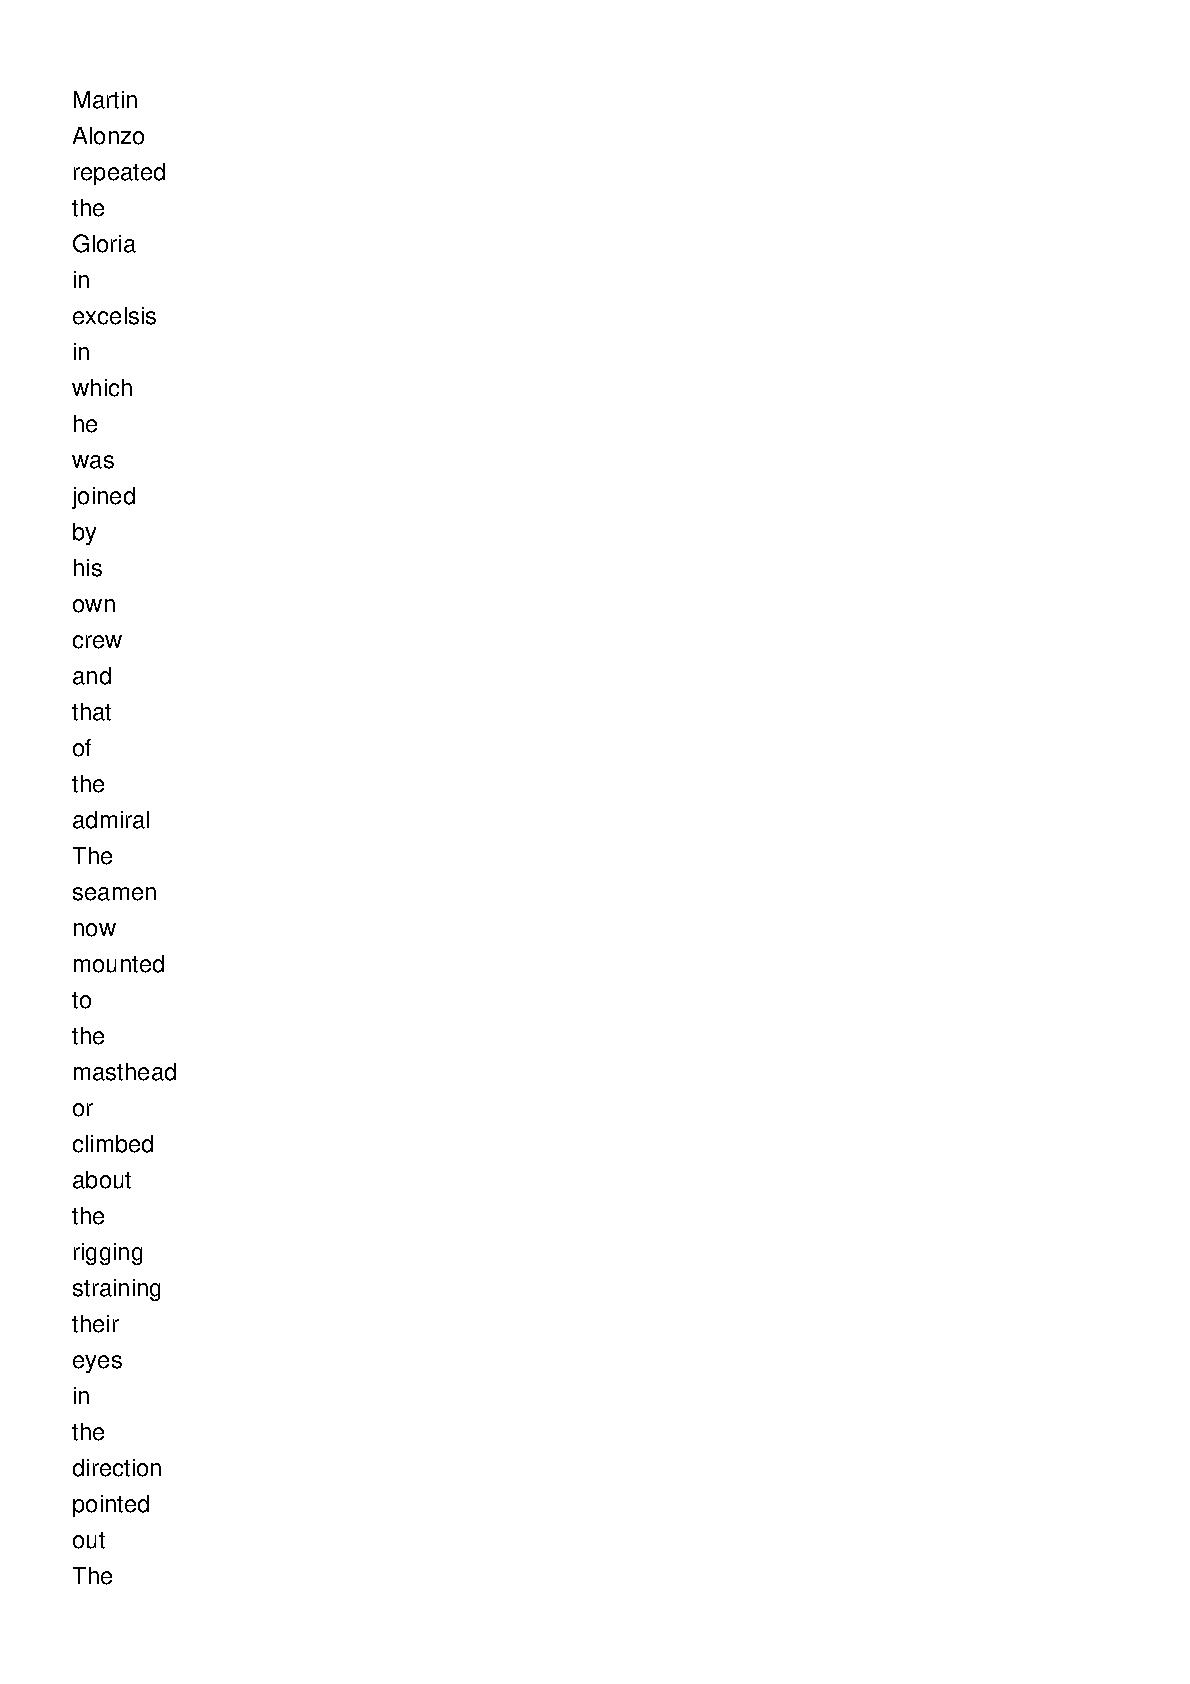 Martin
Alonzo
repeated
the
Gloria
in
excelsis
in
which
he
was
joined
by
his
own
crew
and
that
of
the
admiral
The
seamen
now
mounted
to
the
masthead
or
climbed
about
the
rigging
straining
their
eyes
in
the
direction
pointed
out
The